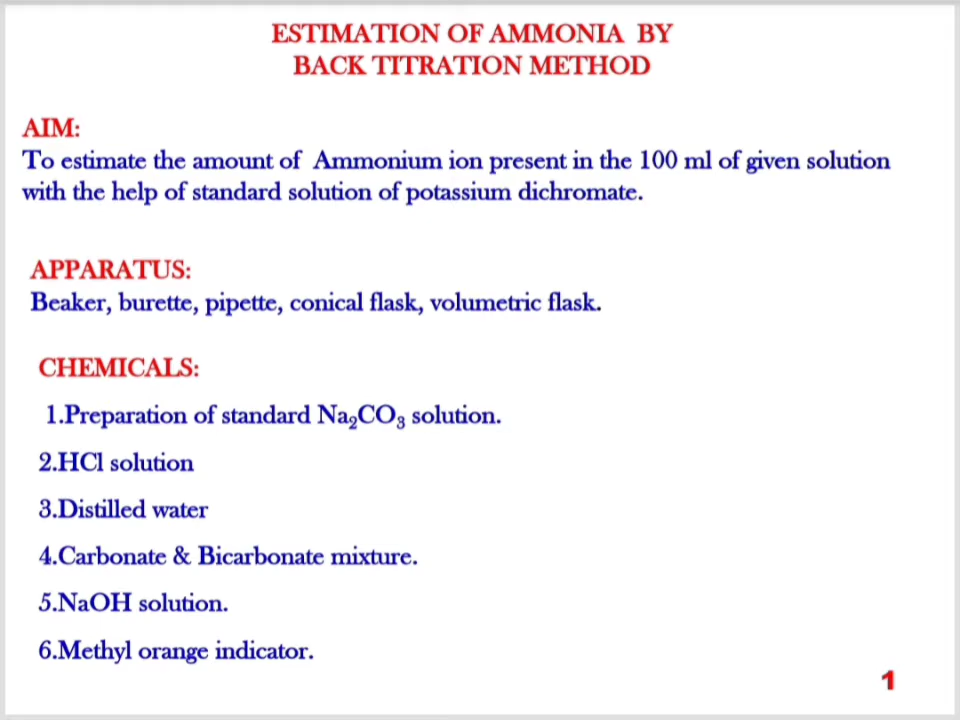 ESTIMATION OF AMMONIA BY
BACK TITRATION METHOD
AIM:
To estimate the amount of Ammonium ion present in the 100 ml of given solution
with the help of standard solution of potassium dichromate.
APPARATUS:
Beaker, burette, pipette, conical flask, volumetric flask.
CHEMICALS:
1.Preparation of standard Na₂CO₃ solution.
2.HCl solution
3.Distilled water
4.Carbonate & Bicarbonate mixture.
5.NaOH solution.
6.Methyl orange indicator.
1